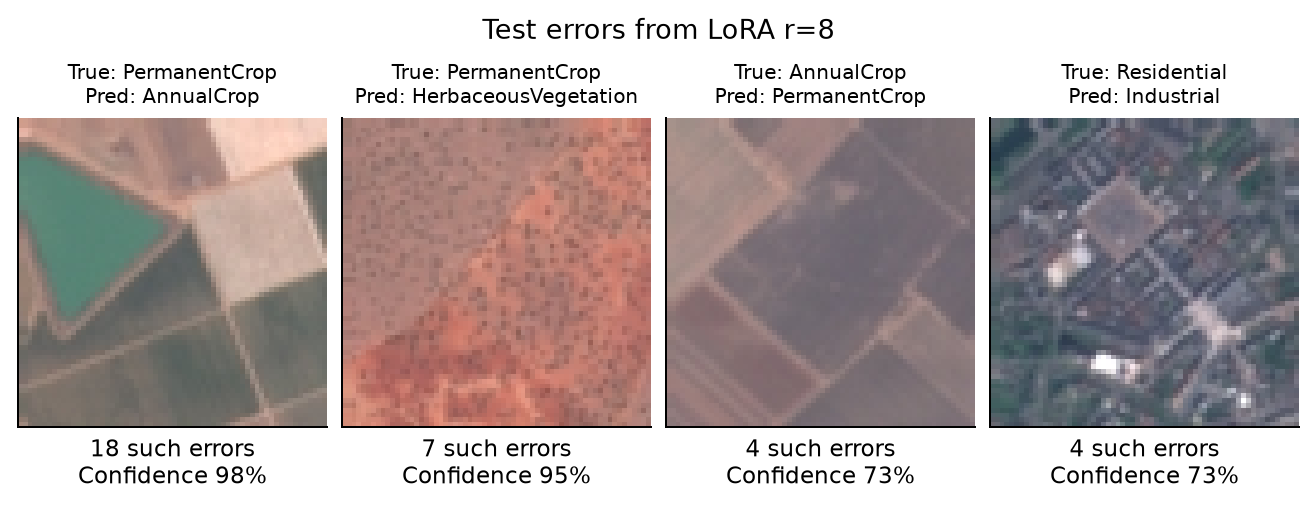 Test errors from LoRA r=8
True: PermanentCrop
Pred: AnnualCrop
True: PermanentCrop
Pred: HerbaceousVegetation
True: AnnualCrop
Pred: PermanentCrop
True: Residential
Pred: Industrial
18 such errors
Confidence 98%
7 such errors
Confidence 95%
4 such errors
Confidence 73%
4 such errors
Confidence 73%